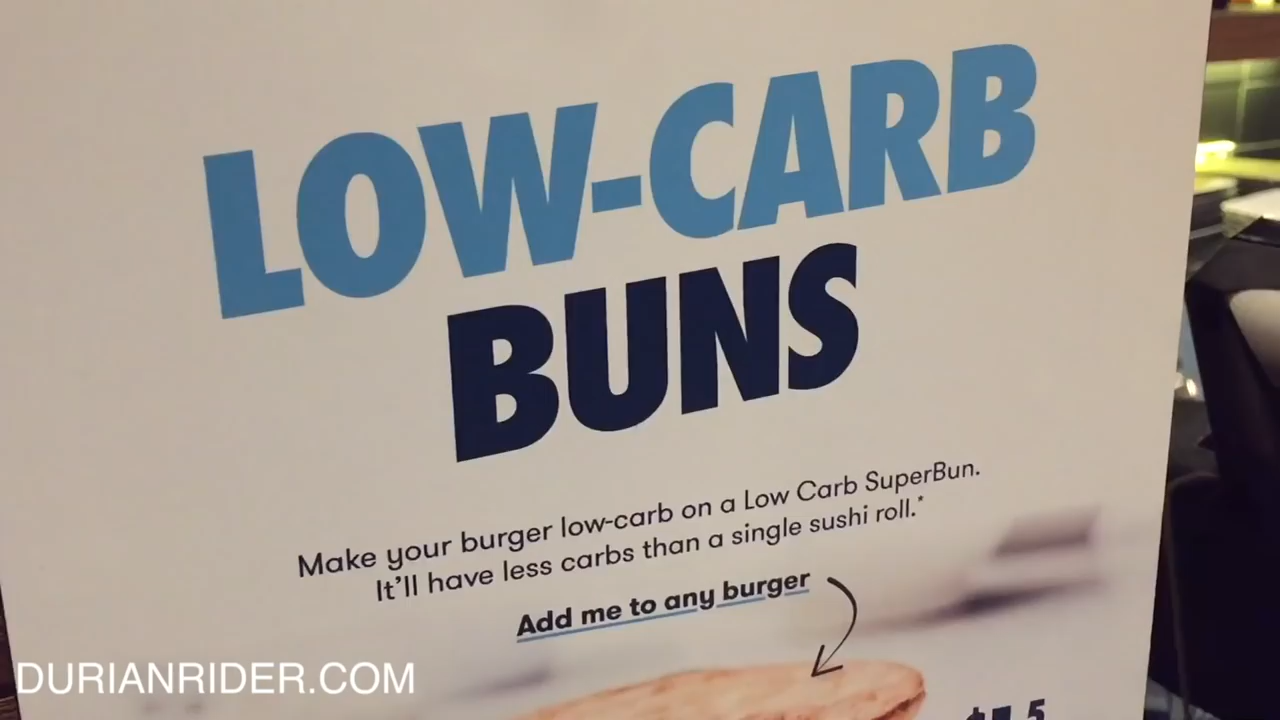 LOW-CARB
BUNS
Make your burger low-carb on a Low Carb SuperBun.
It'll have less carbs than a single sushi roll.*
Add me to any burger
DURIANRIDER.COM